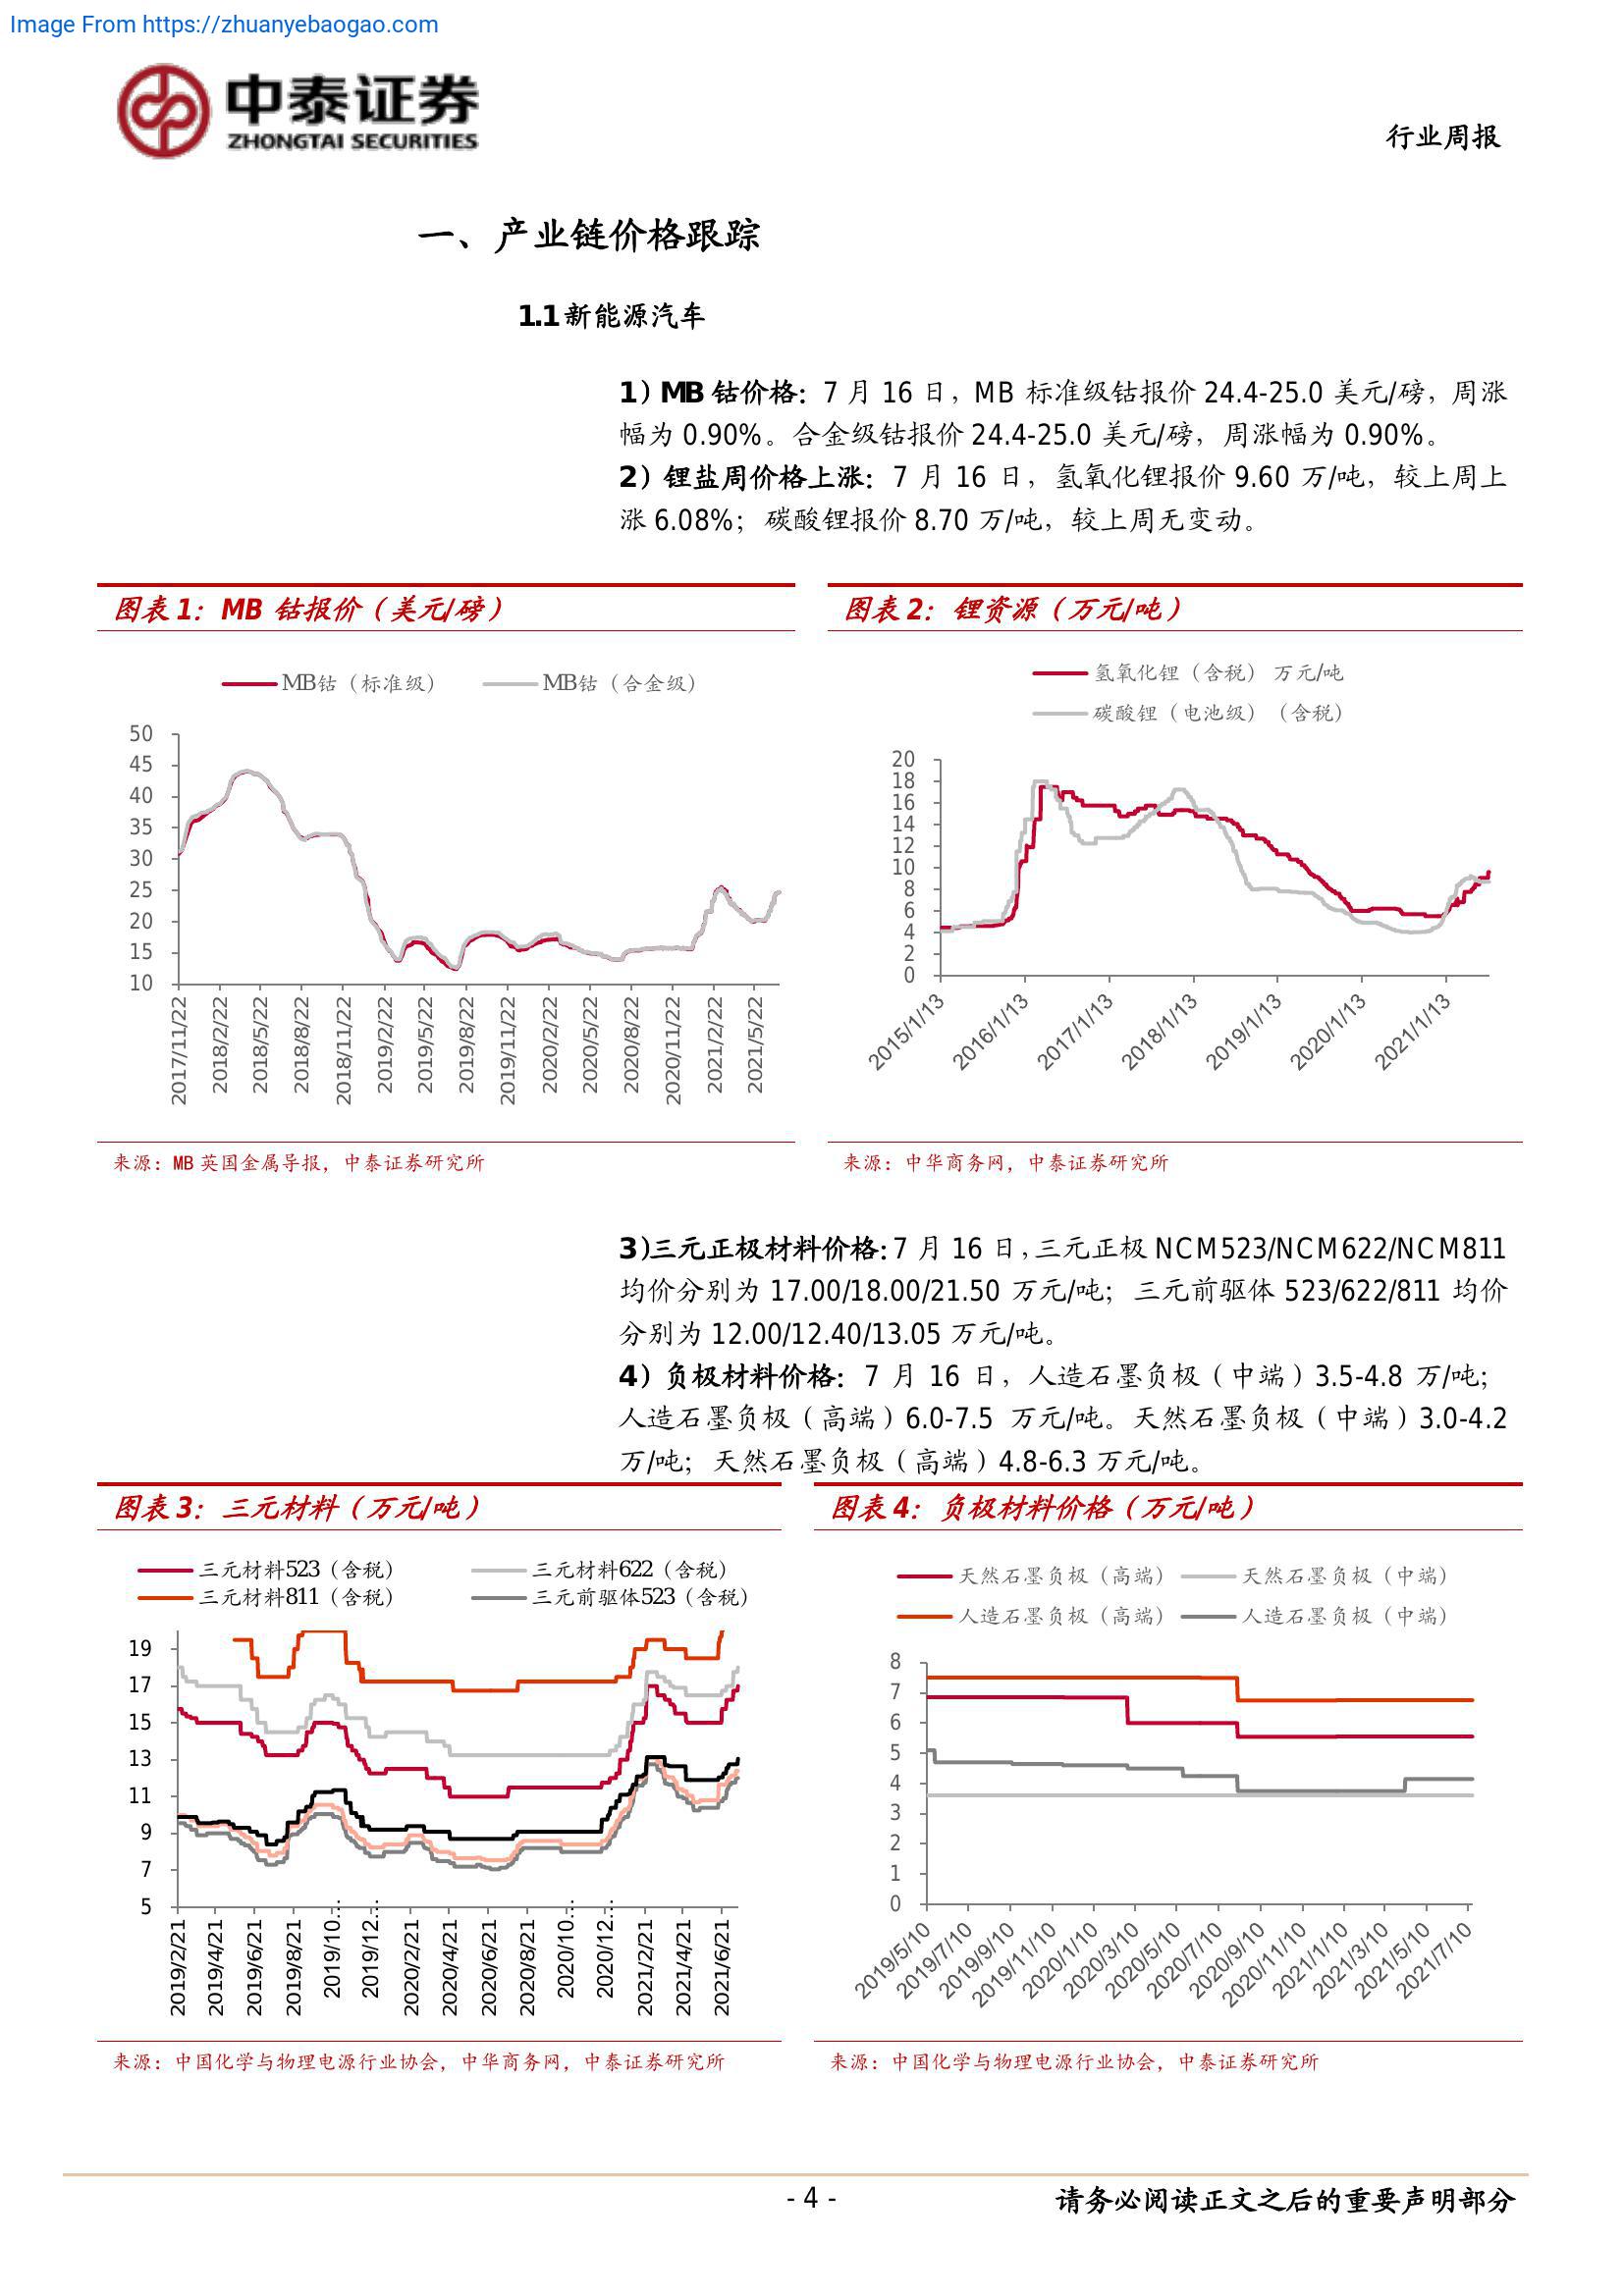 Image From https://zhuanyebaogao.com
中泰证券
ZHONGTAI SECURITIES
行业周报
一、产业链价格跟踪
1.1 新能源汽车
1）MB 钴价格：7 月 16 日，MB 标准级钴报价 24.4-25.0 美元/磅，周涨
幅为 0.90%。合金级钴报价 24.4-25.0 美元/磅，周涨幅为 0.90%。
2）锂盐周价格上涨：7 月 16 日，氢氧化锂报价 9.60 万/吨，较上周上
涨 6.08%；碳酸锂报价 8.70 万/吨，较上周无变动。
图表 1：MB 钴报价（美元/磅）
MB钴（标准级） MB钴（合金级）
50
45
40
35
30
25
20
15
10
2017/11/22
2018/2/22
2018/5/22
2018/8/22
2018/11/22
2019/2/22
2019/5/22
2019/8/22
2019/11/22
2020/2/22
2020/5/22
2020/8/22
2020/11/22
2021/2/22
2021/5/22
来源：MB 英国金属导报，中泰证券研究所
图表 2：锂资源（万元/吨）
氢氧化锂（含税） 万元/吨
碳酸锂（电池级）（含税）
20
18
16
14
12
10
8
6
4
2
0
2015/1/13
2016/1/13
2017/1/13
2018/1/13
2019/1/13
2020/1/13
2021/1/13
来源：中华商务网，中泰证券研究所
3)三元正极材料价格：7 月 16 日，三元正极 NCM523/NCM622/NCM811
均价分别为 17.00/18.00/21.50 万元/吨；三元前驱体 523/622/811 均价
分别为 12.00/12.40/13.05 万元/吨。
4）负极材料价格：7 月 16 日，人造石墨负极（中端）3.5-4.8 万/吨；
人造石墨负极（高端）6.0-7.5 万元/吨。天然石墨负极（中端）3.0-4.2
万/吨；天然石墨负极（高端）4.8-6.3 万元/吨。
图表 3：三元材料（万元/吨）
三元材料523（含税） 三元材料622（含税）
三元材料811（含税） 三元前驱体523（含税）
19
17
15
13
11
9
7
5
2019/2/21
2019/4/21
2019/6/21
2019/8/21
2019/10…
2019/12…
2020/2/21
2020/4/21
2020/6/21
2020/8/21
2020/10…
2020/12…
2021/2/21
2021/4/21
2021/6/21
来源：中国化学与物理电源行业协会，中华商务网，中泰证券研究所
图表 4：负极材料价格（万元/吨）
天然石墨负极（高端） 天然石墨负极（中端）
人造石墨负极（高端） 人造石墨负极（中端）
8
7
6
5
4
3
2
1
0
2019/5/10
2019/7/10
2019/9/10
2019/11/10
2020/1/10
2020/3/10
2020/5/10
2020/7/10
2020/9/10
2020/11/10
2021/1/10
2021/3/10
2021/5/10
2021/7/10
来源：中国化学与物理电源行业协会，中泰证券研究所
- 4 -
请务必阅读正文之后的重要声明部分